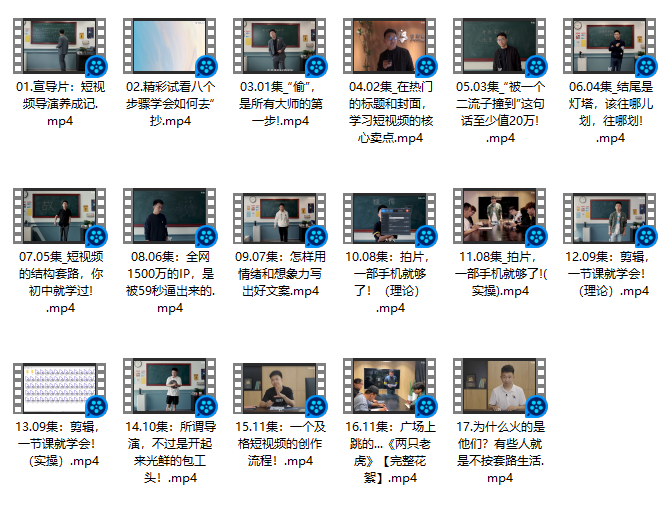 01.宣导片：短视
频导演养成记.
mp4
02.精彩试看八个
步骤学会如何去“
抄.mp4
03.01集_“偷”，
是所有大师的第
一步!.mp4
04.02集_在热门
的标题和封面，
学习短视频的核
心卖点.mp4
05.03集_“被一个
二流子撞到”这句
话至少值20万!
.mp4
06.04集_结尾是
灯塔，该往哪儿
划，往哪划!
.mp4
07.05集_短视频
的结构套路，你
初中就学过!
.mp4
08.06集：全网
1500万的IP，是
被59秒逼出来的.
mp4
09.07集：怎样用
情绪和想象力写
出好文案.mp4
10.08集：拍片，
一部手机就够
了！（理论）
.mp4
11.08集_拍片，
一部手机就够了!(
实操).mp4
12.09集：剪辑，
一节课就学会！
（理论）.mp4
13.09集：剪辑，
一节课就学会！
（实操）.mp4
14.10集：所谓导
演，不过是开起
来光鲜的包工
头！.mp4
15.11集：一个及
格短视频的创作
流程！.mp4
16.11集：广场上
跳的...《两只老
虎》【完整花
絮】.mp4
17.为什么火的是
他们？有些人就
是不按套路生活.
mp4